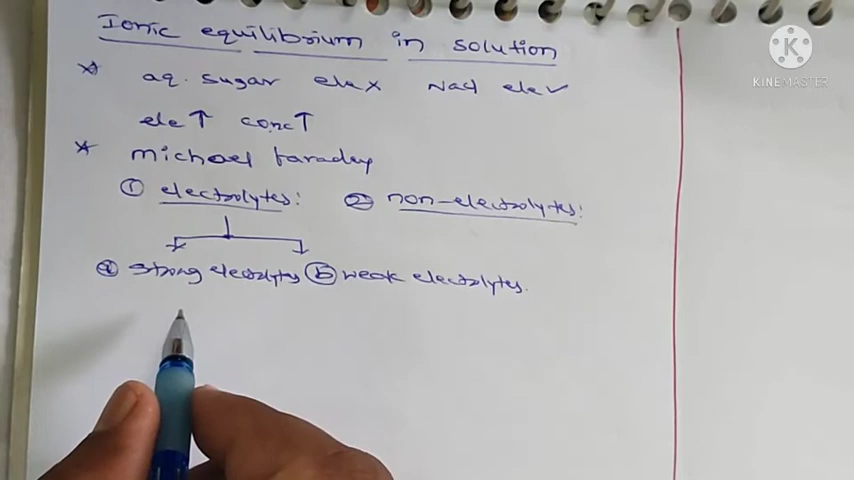 Ionic equilibrium in solution
* aq. sugar ele x Nacl ele ✓
ele ↑ conc ↑
* michael faraday
① electrolytes: ② non-electrolytes:
ⓐ strong electrolytes ⓑ weak electrolytes.
K
KINEMASTER